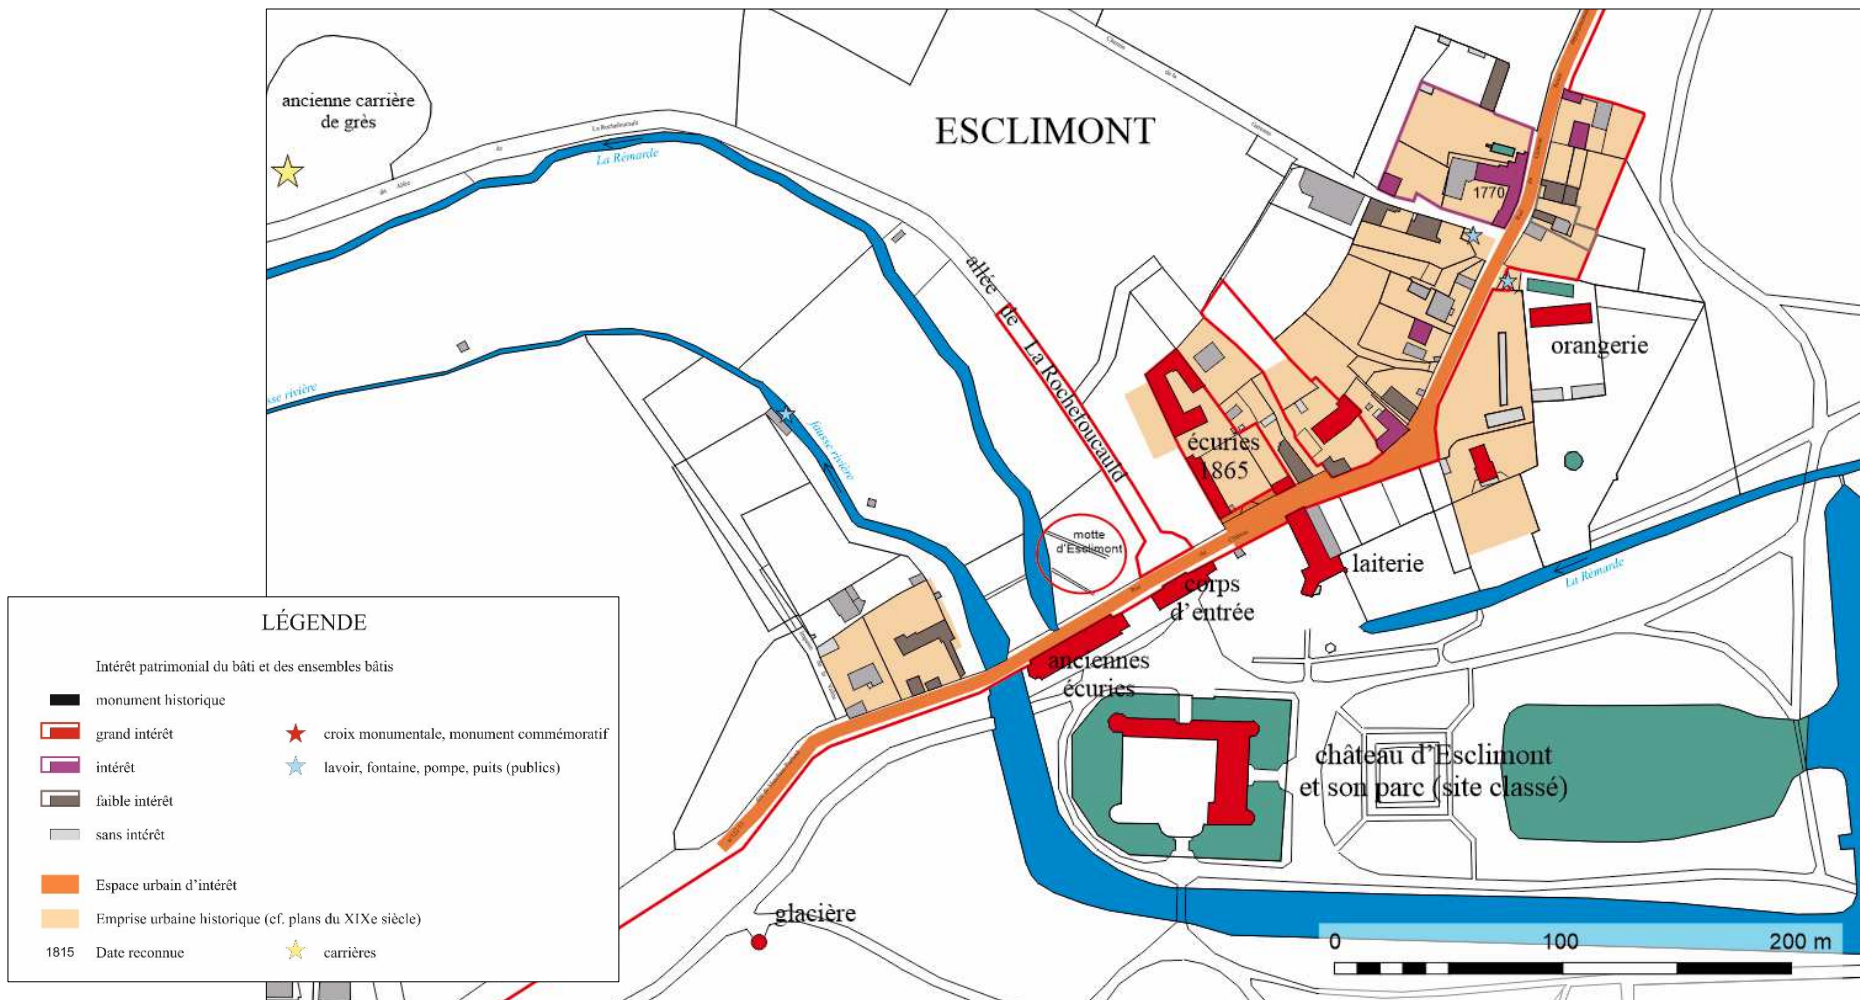 ancienne carrière
de grès
ESCLIMONT
La Rémarde
La Rochefoucauld
1770
allée de La Rochefoucauld
orangerie
écuries
1865
fausse rivière
motte
d'Esclimont
laiterie
corps
d'entrée
La Rémarde
anciennes
écuries
château d'Esclimont
et son parc (site classé)
glacière
0 100 200 m
LÉGENDE
Intérêt patrimonial du bâti et des ensembles bâtis
monument historique
grand intérêt
croix monumentale, monument commémoratif
intérêt
lavoir, fontaine, pompe, puits (publics)
faible intérêt
sans intérêt
Espace urbain d'intérêt
Emprise urbaine historique (cf. plans du XIXe siècle)
1815 Date reconnue
carrières